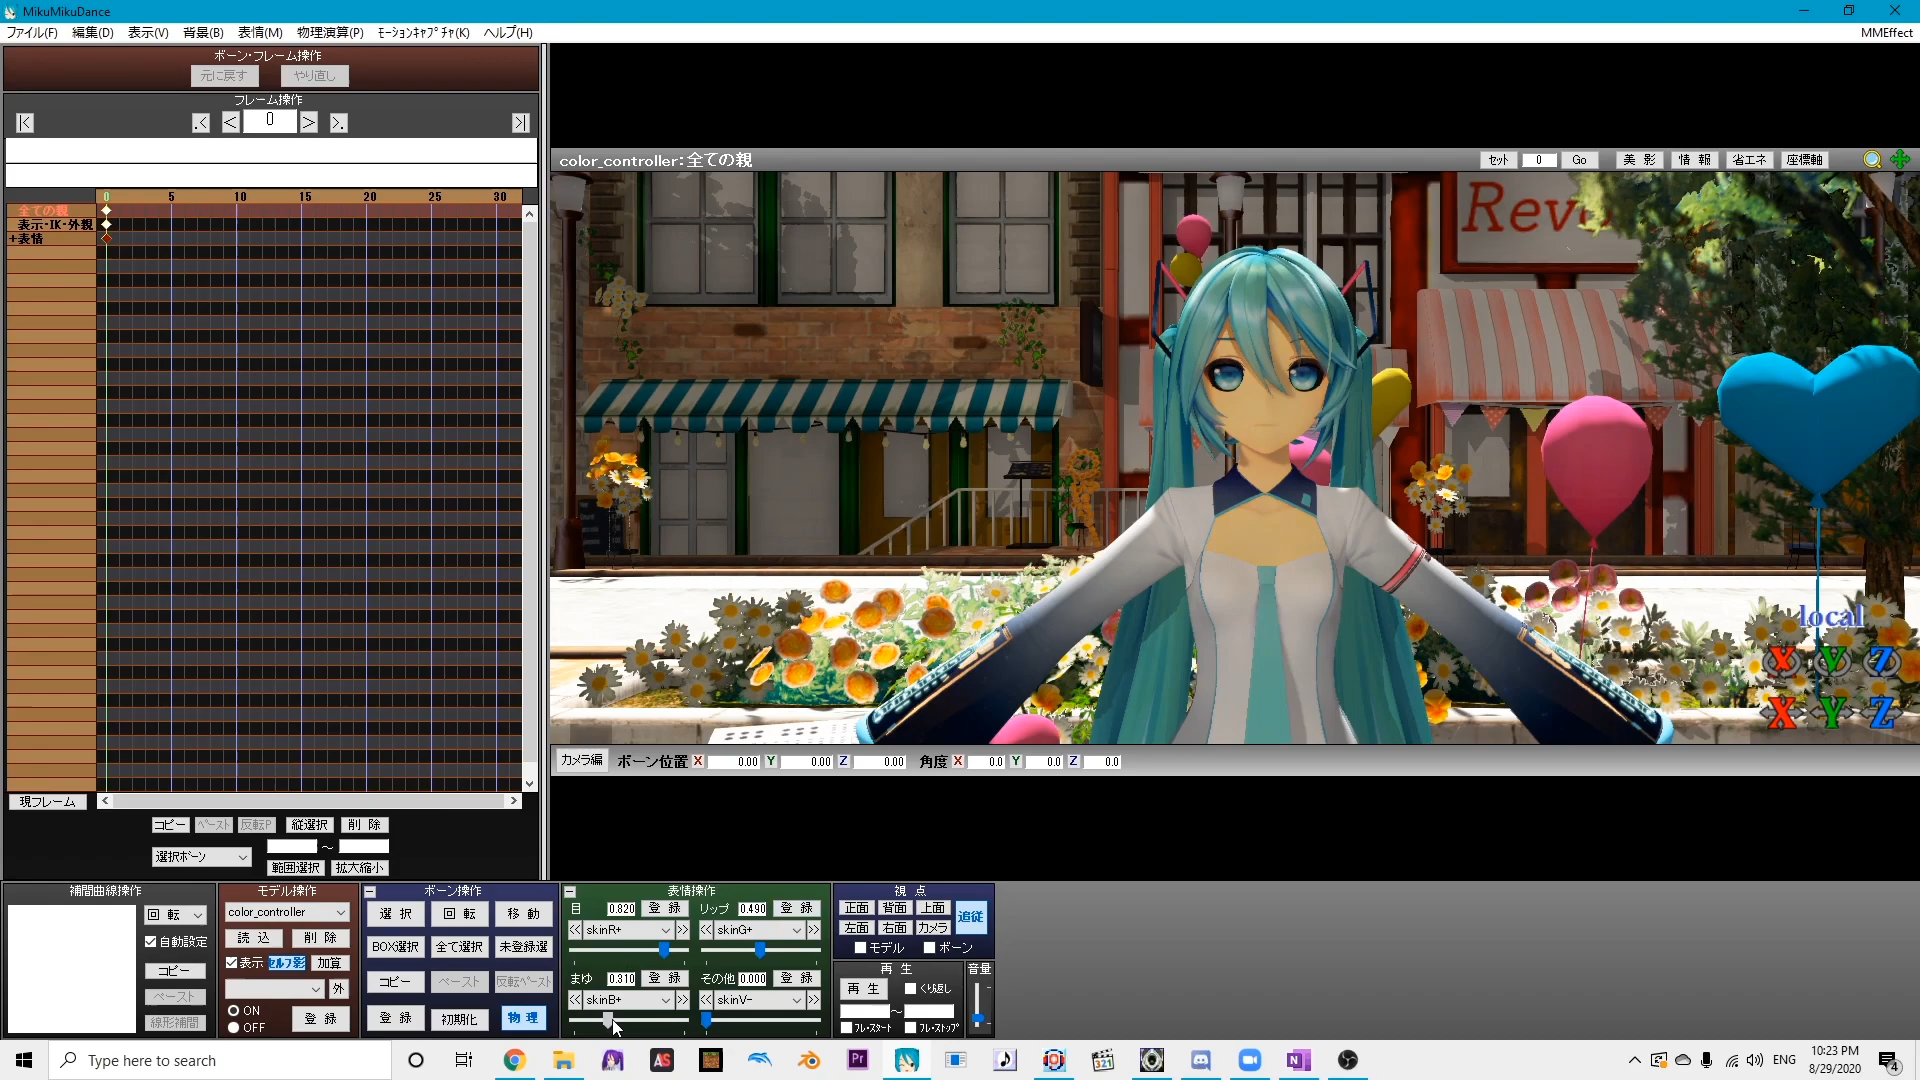 MikuMikuDance
ファイル(F) 編集(D) 表示(V) 背景(B) 表情(M) 物理演算(P) ﾓｰｼｮﾝｷｬﾌﾟﾁｬ(K) ヘルプ(H)
MMEffect
ボーン･フレーム操作
元に戻す やり直し
フレーム操作
|< .< < 0 > >. >|
color_controller:全ての親
ｾｯﾄ 0 Go 美 影 情 報 省エネ 座標軸
0 5 10 15 20 25 30
全ての親
表示･IK･外親
+表情
Rev
local
X Y Z
X Y Z
カメラ編 ボーン位置 X 0.00 Y 0.00 Z 0.00 角度 X 0.0 Y 0.0 Z 0.0
現フレーム
コピー ペースト 反転P 縦選択 削 除
選択ボーン ～
範囲選択 拡大縮小
補間曲線操作
回 転
自動設定
コピー
ペースト
線形補間
モデル操作
color_controller
読 込 削 除
表示 セルフ影 加算
外
ON
OFF
登 録
ボーン操作
選 択 回 転 移 動
BOX選択 全て選択 未登録選
コピー ペースト 反転ペースト
登 録 初期化 物 理
表情操作
目 0.820 登 録 リップ 0.490 登 録
<< skinR+ >> << skinG+ >>
まゆ 0.310 登 録 その他 0.000 登 録
<< skinB+ >> << skinV- >>
視 点
正面 背面 上面 追従
左面 右面 カメラ
モデル ボーン
再 生 音量
再 生 くり返し
～
ﾌﾚ･ｽﾀｰﾄ ﾌﾚ･ｽﾄｯﾌﾟ
Type here to search
AS
Pr
321
ENG
10:23 PM
8/29/2020
4